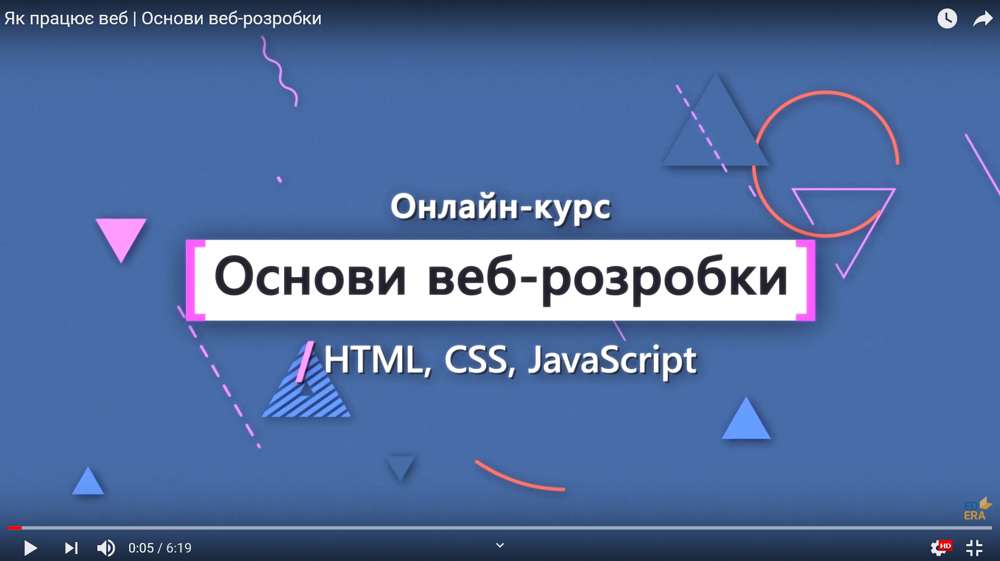 Як працює веб | Основи веб-розробки
Онлайн-курс
[Основи веб-розробки]
/ HTML, CSS, JavaScript
ED
ERA
0:05 / 6:19
HD